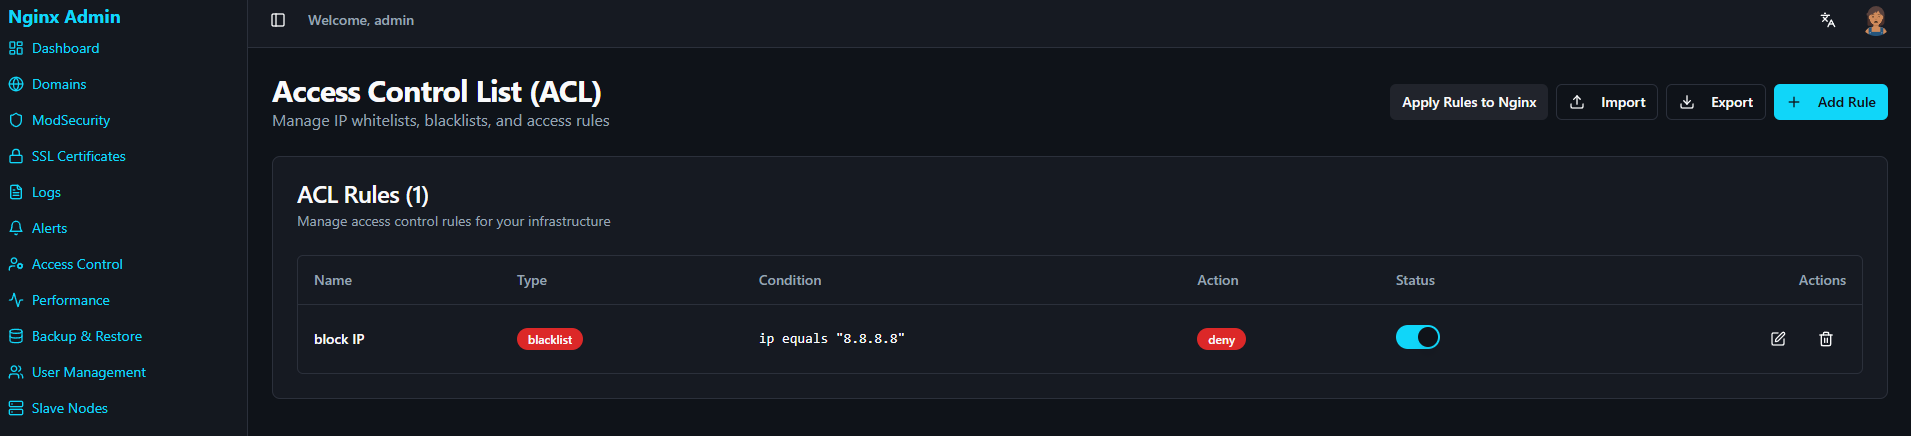 Nginx Admin
Dashboard
Domains
ModSecurity
SSL Certificates
Logs
Alerts
Access Control
Performance
Backup & Restore
User Management
Slave Nodes
Welcome, admin
Access Control List (ACL)
Manage IP whitelists, blacklists, and access rules
Apply Rules to Nginx Import Export Add Rule
ACL Rules (1)
Manage access control rules for your infrastructure
Name Type Condition Action Status Actions
block IP blacklist ip equals "8.8.8.8" deny